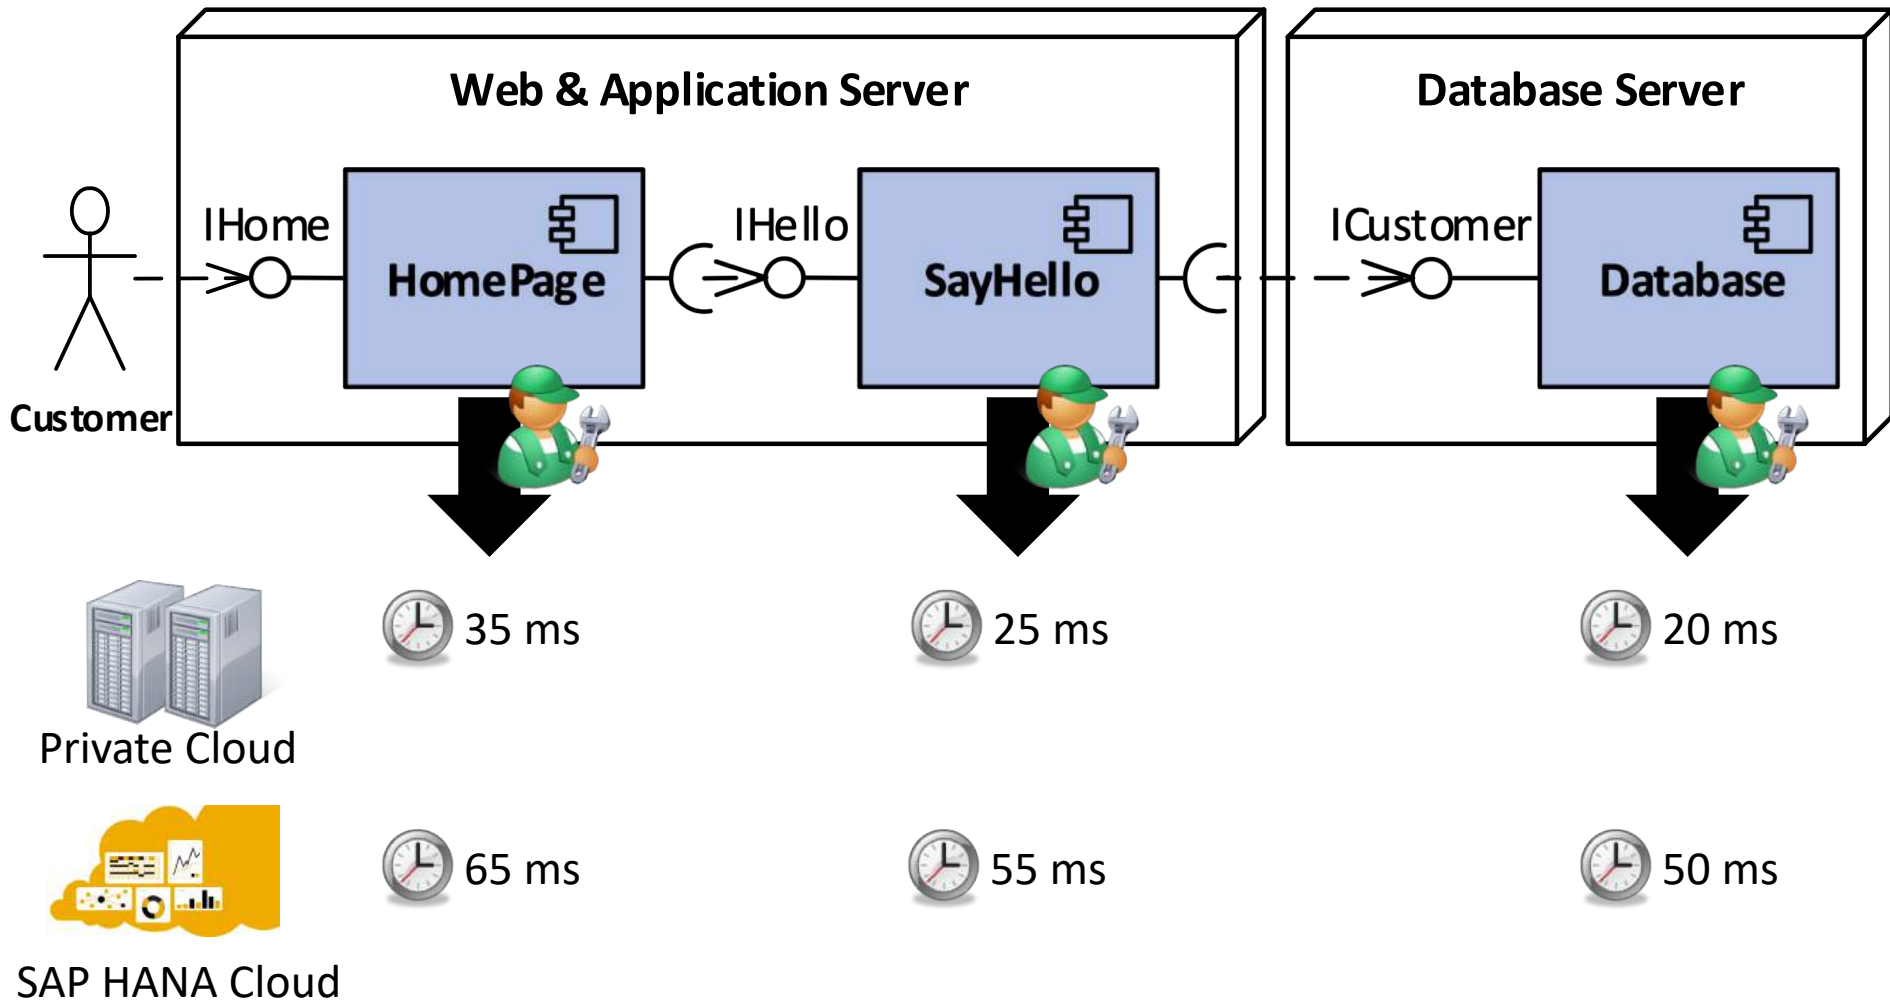 Web & Application Server
Database Server
IHome
IHello
ICustomer
HomePage
SayHello
Database
Customer
35 ms
25 ms
20 ms
Private Cloud
65 ms
55 ms
50 ms
SAP HANA Cloud